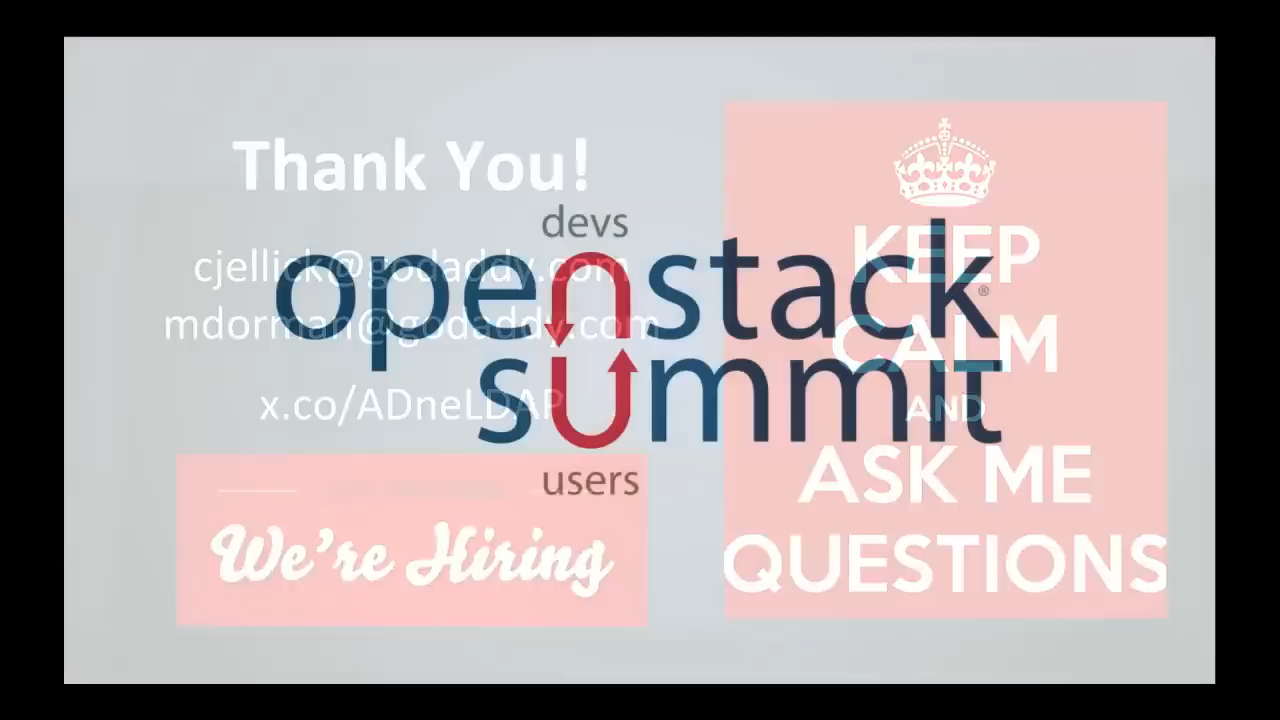 Thank You!
cjellick@godaddy.com
mdorman@godaddy.com
x.co/ADneLDAP
We're Hiring
KEEP
CALM
AND
ASK ME
QUESTIONS
devs
openstack®
summit
users